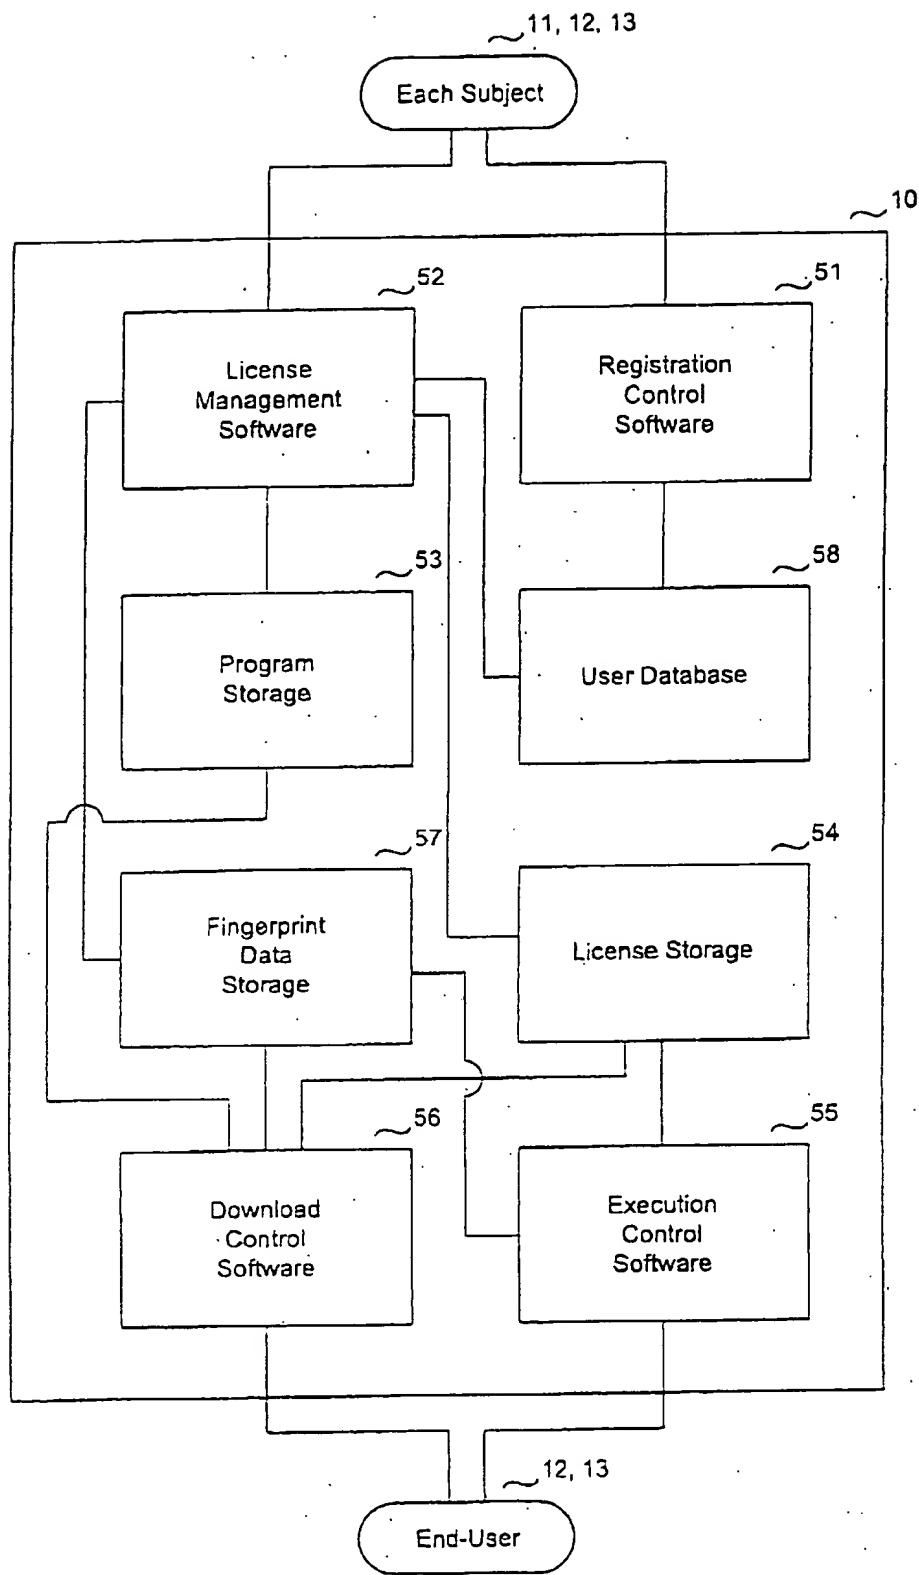 11, 12, 13
Each Subject
10
52
51
License
Management
Software
Registration
Control
Software
53
58
Program
Storage
User Database
57
54
Fingerprint
Data
Storage
License Storage
56
55
Download
Control
Software
Execution
Control
Software
12, 13
End-User